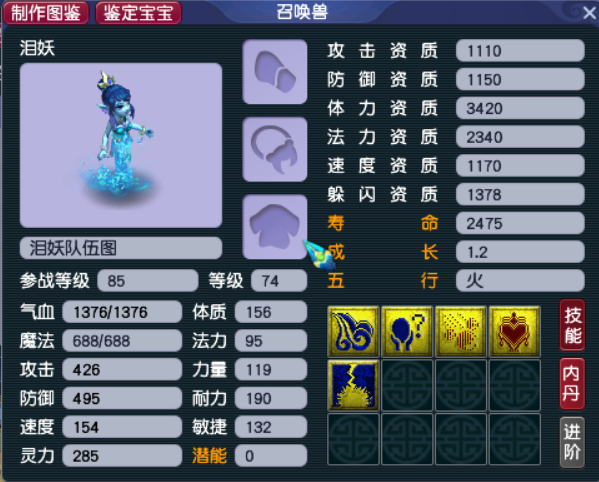 制作图鉴 鉴定宝宝 召唤兽
泪妖
攻击资质 1110
防御资质 1150
体力资质 3420
法力资质 2340
速度资质 1170
躲闪资质 1378
寿命 2475
成长 1.2
五行 火
泪妖队伍图
参战等级 85 等级 74
气血 1376/1376 体质 156
魔法 688/688 法力 95
攻击 426 力量 119
防御 495 耐力 190
速度 154 敏捷 132
灵力 285 潜能 0
技能
内丹
进阶